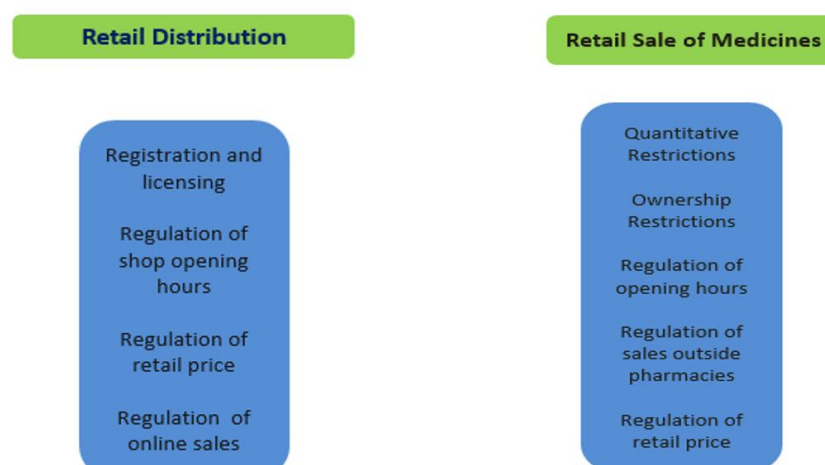 Retail Distribution
Registration and
licensing
Regulation of
shop opening
hours
Regulation of
retail price
Regulation of
online sales
Retail Sale of Medicines
Quantitative
Restrictions
Ownership
Restrictions
Regulation of
opening hours
Regulation of
sales outside
pharmacies
Regulation of
retail price